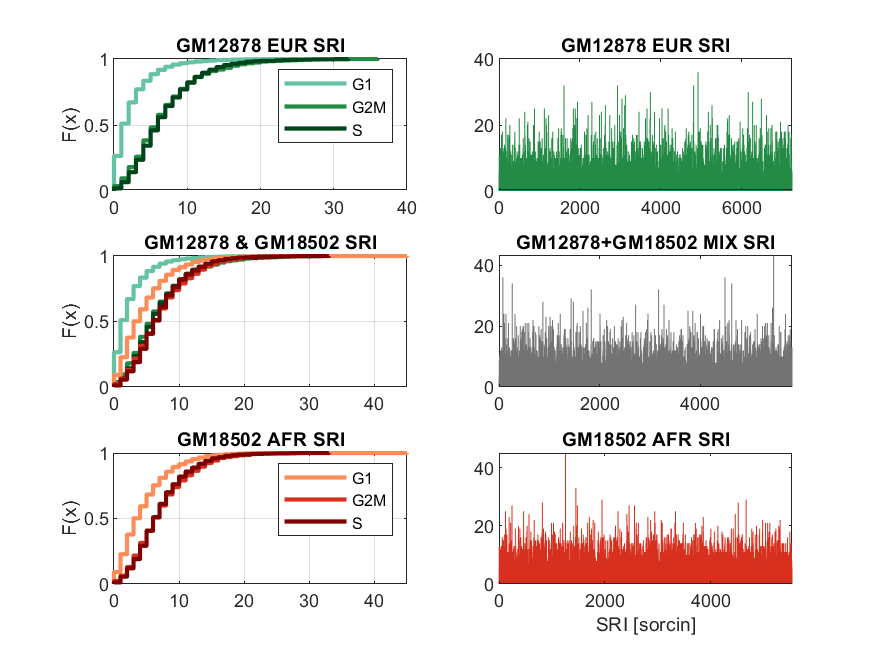 GM12878 EUR SRI
1
0.5
0
F(x)
0 10 20 30 40
G1
G2M
S
GM12878 EUR SRI
40
20
0
0 2000 4000 6000
GM12878 & GM18502 SRI
1
0.5
0
F(x)
0 10 20 30 40
GM12878+GM18502 MIX SRI
40
20
0
0 2000 4000
GM18502 AFR SRI
1
0.5
0
F(x)
0 10 20 30 40
G1
G2M
S
GM18502 AFR SRI
40
20
0
0 2000 4000
SRI [sorcin]